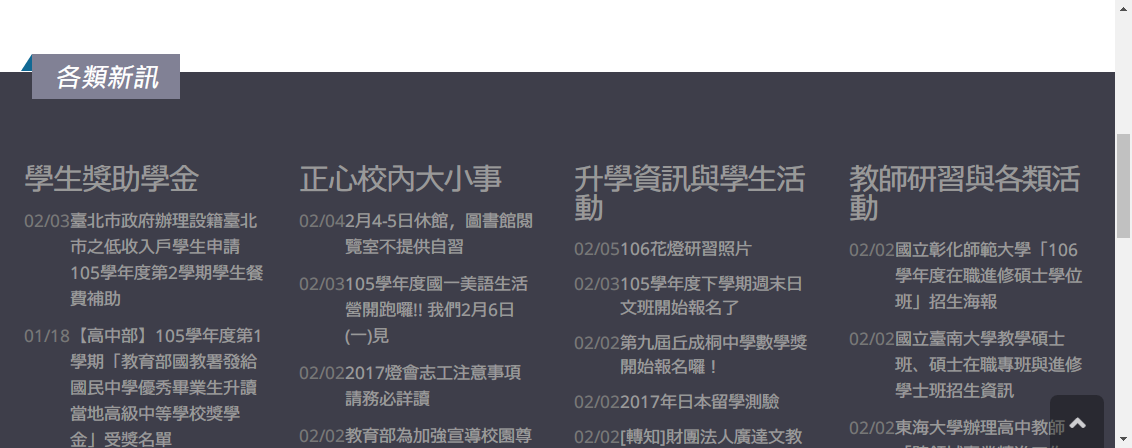 各類新訊
學生獎助學金
02/03臺北市政府辦理設籍臺北
市之低收入戶學生申請
105學年度第2學期學生餐
費補助
01/18【高中部】105學年度第1
學期「教育部國教署發給
國民中學優秀畢業生升讀
當地高級中等學校獎學
金」受獎名單
正心校內大小事
02/042月4-5日休館，圖書館閱
覽室不提供自習
02/03105學年度國一美語生活
營開跑囉!! 我們2月6日
(一)見
02/022017燈會志工注意事項
請務必詳讀
02/02教育部為加強宣導校園尊
升學資訊與學生活
動
02/05106花燈研習照片
02/03105學年度下學期週末日
文班開始報名了
02/02第九屆丘成桐中學數學獎
開始報名囉！
02/022017年日本留學測驗
02/02[轉知]財團法人廣達文教
教師研習與各類活
動
02/02國立彰化師範大學「106
學年度在職進修碩士學位
班」招生海報
02/02國立臺南大學教學碩士
班、碩士在職專班與進修
學士班招生資訊
02/02東海大學辦理高中教師